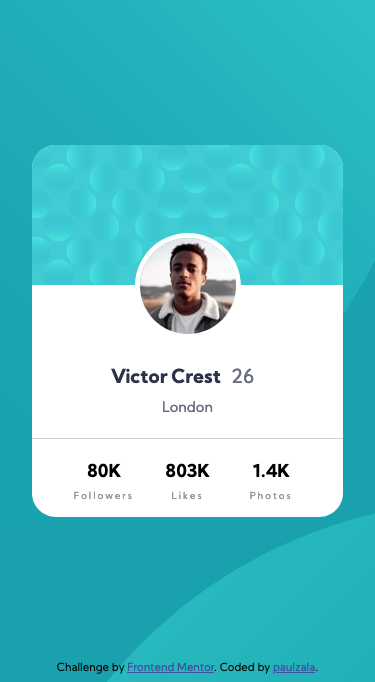 Victor Crest 26
London
80K 803K 1.4K
Followers Likes Photos
Challenge by Frontend Mentor. Coded by paulzala.